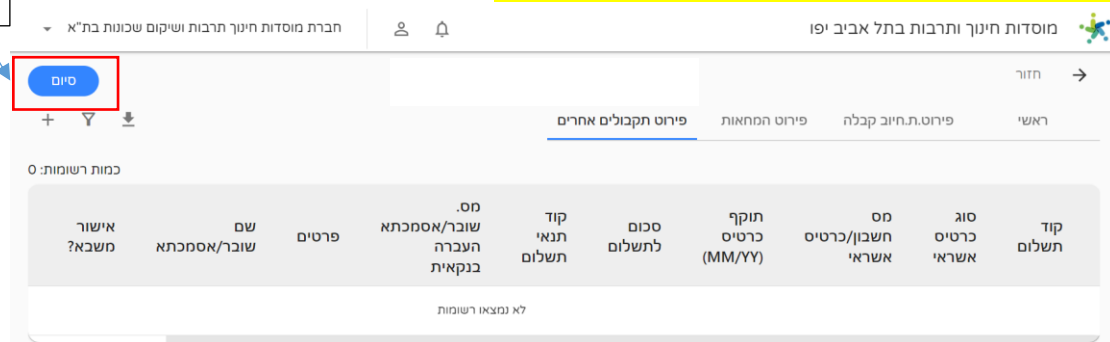 מוסדות חינוך ותרבות בתל אביב יפו
חברת מוסדות חינוך תרבות ושיקום שכונות בת"א
חזור
סיום
ראשי
פירוט.ת.חיוב קבלה
פירוט המחאות
פירוט תקבולים אחרים
כמות רשומות: 0
קוד תשלום
סוג כרטיס אשראי
מס חשבון/כרטיס אשראי
תוקף כרטיס (MM/YY)
סכום לתשלום
קוד תנאי תשלום
מס. שובר/אסמכתא העברה בנקאית
פרטים
שם שובר/אסמכתא
אישור משבא?
לא נמצאו רשומות